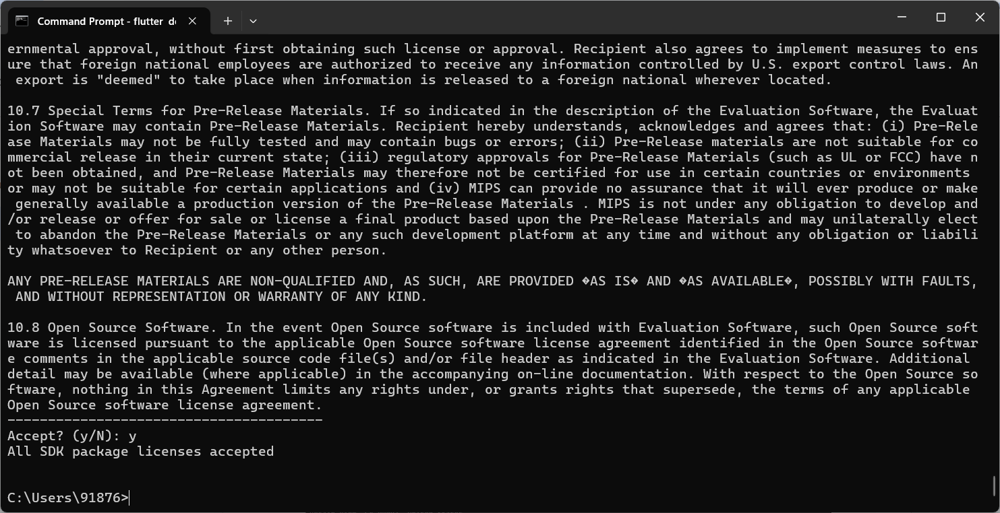 Command Prompt - flutter  d
ernmental approval, without first obtaining such license or approval. Recipient also agrees to implement measures to ens
ure that foreign national employees are authorized to receive any information controlled by U.S. export control laws. An
 export is "deemed" to take place when information is released to a foreign national wherever located.

10.7 Special Terms for Pre-Release Materials. If so indicated in the description of the Evaluation Software, the Evaluat
ion Software may contain Pre-Release Materials. Recipient hereby understands, acknowledges and agrees that: (i) Pre-Rele
ase Materials may not be fully tested and may contain bugs or errors; (ii) Pre-Release materials are not suitable for co
mmercial release in their current state; (iii) regulatory approvals for Pre-Release Materials (such as UL or FCC) have n
ot been obtained, and Pre-Release Materials may therefore not be certified for use in certain countries or environments
or may not be suitable for certain applications and (iv) MIPS can provide no assurance that it will ever produce or make
 generally available a production version of the Pre-Release Materials . MIPS is not under any obligation to develop and
/or release or offer for sale or license a final product based upon the Pre-Release Materials and may unilaterally elect
 to abandon the Pre-Release Materials or any such development platform at any time and without any obligation or liabili
ty whatsoever to Recipient or any other person.

ANY PRE-RELEASE MATERIALS ARE NON-QUALIFIED AND, AS SUCH, ARE PROVIDED �AS IS� AND �AS AVAILABLE�, POSSIBLY WITH FAULTS,
 AND WITHOUT REPRESENTATION OR WARRANTY OF ANY KIND.

10.8 Open Source Software. In the event Open Source software is included with Evaluation Software, such Open Source soft
ware is licensed pursuant to the applicable Open Source software license agreement identified in the Open Source softwar
e comments in the applicable source code file(s) and/or file header as indicated in the Evaluation Software. Additional
detail may be available (where applicable) in the accompanying on-line documentation. With respect to the Open Source so
ftware, nothing in this Agreement limits any rights under, or grants rights that supersede, the terms of any applicable
Open Source software license agreement.
---------------------------------------
Accept? (y/N): y
All SDK package licenses accepted

C:\Users\91876>